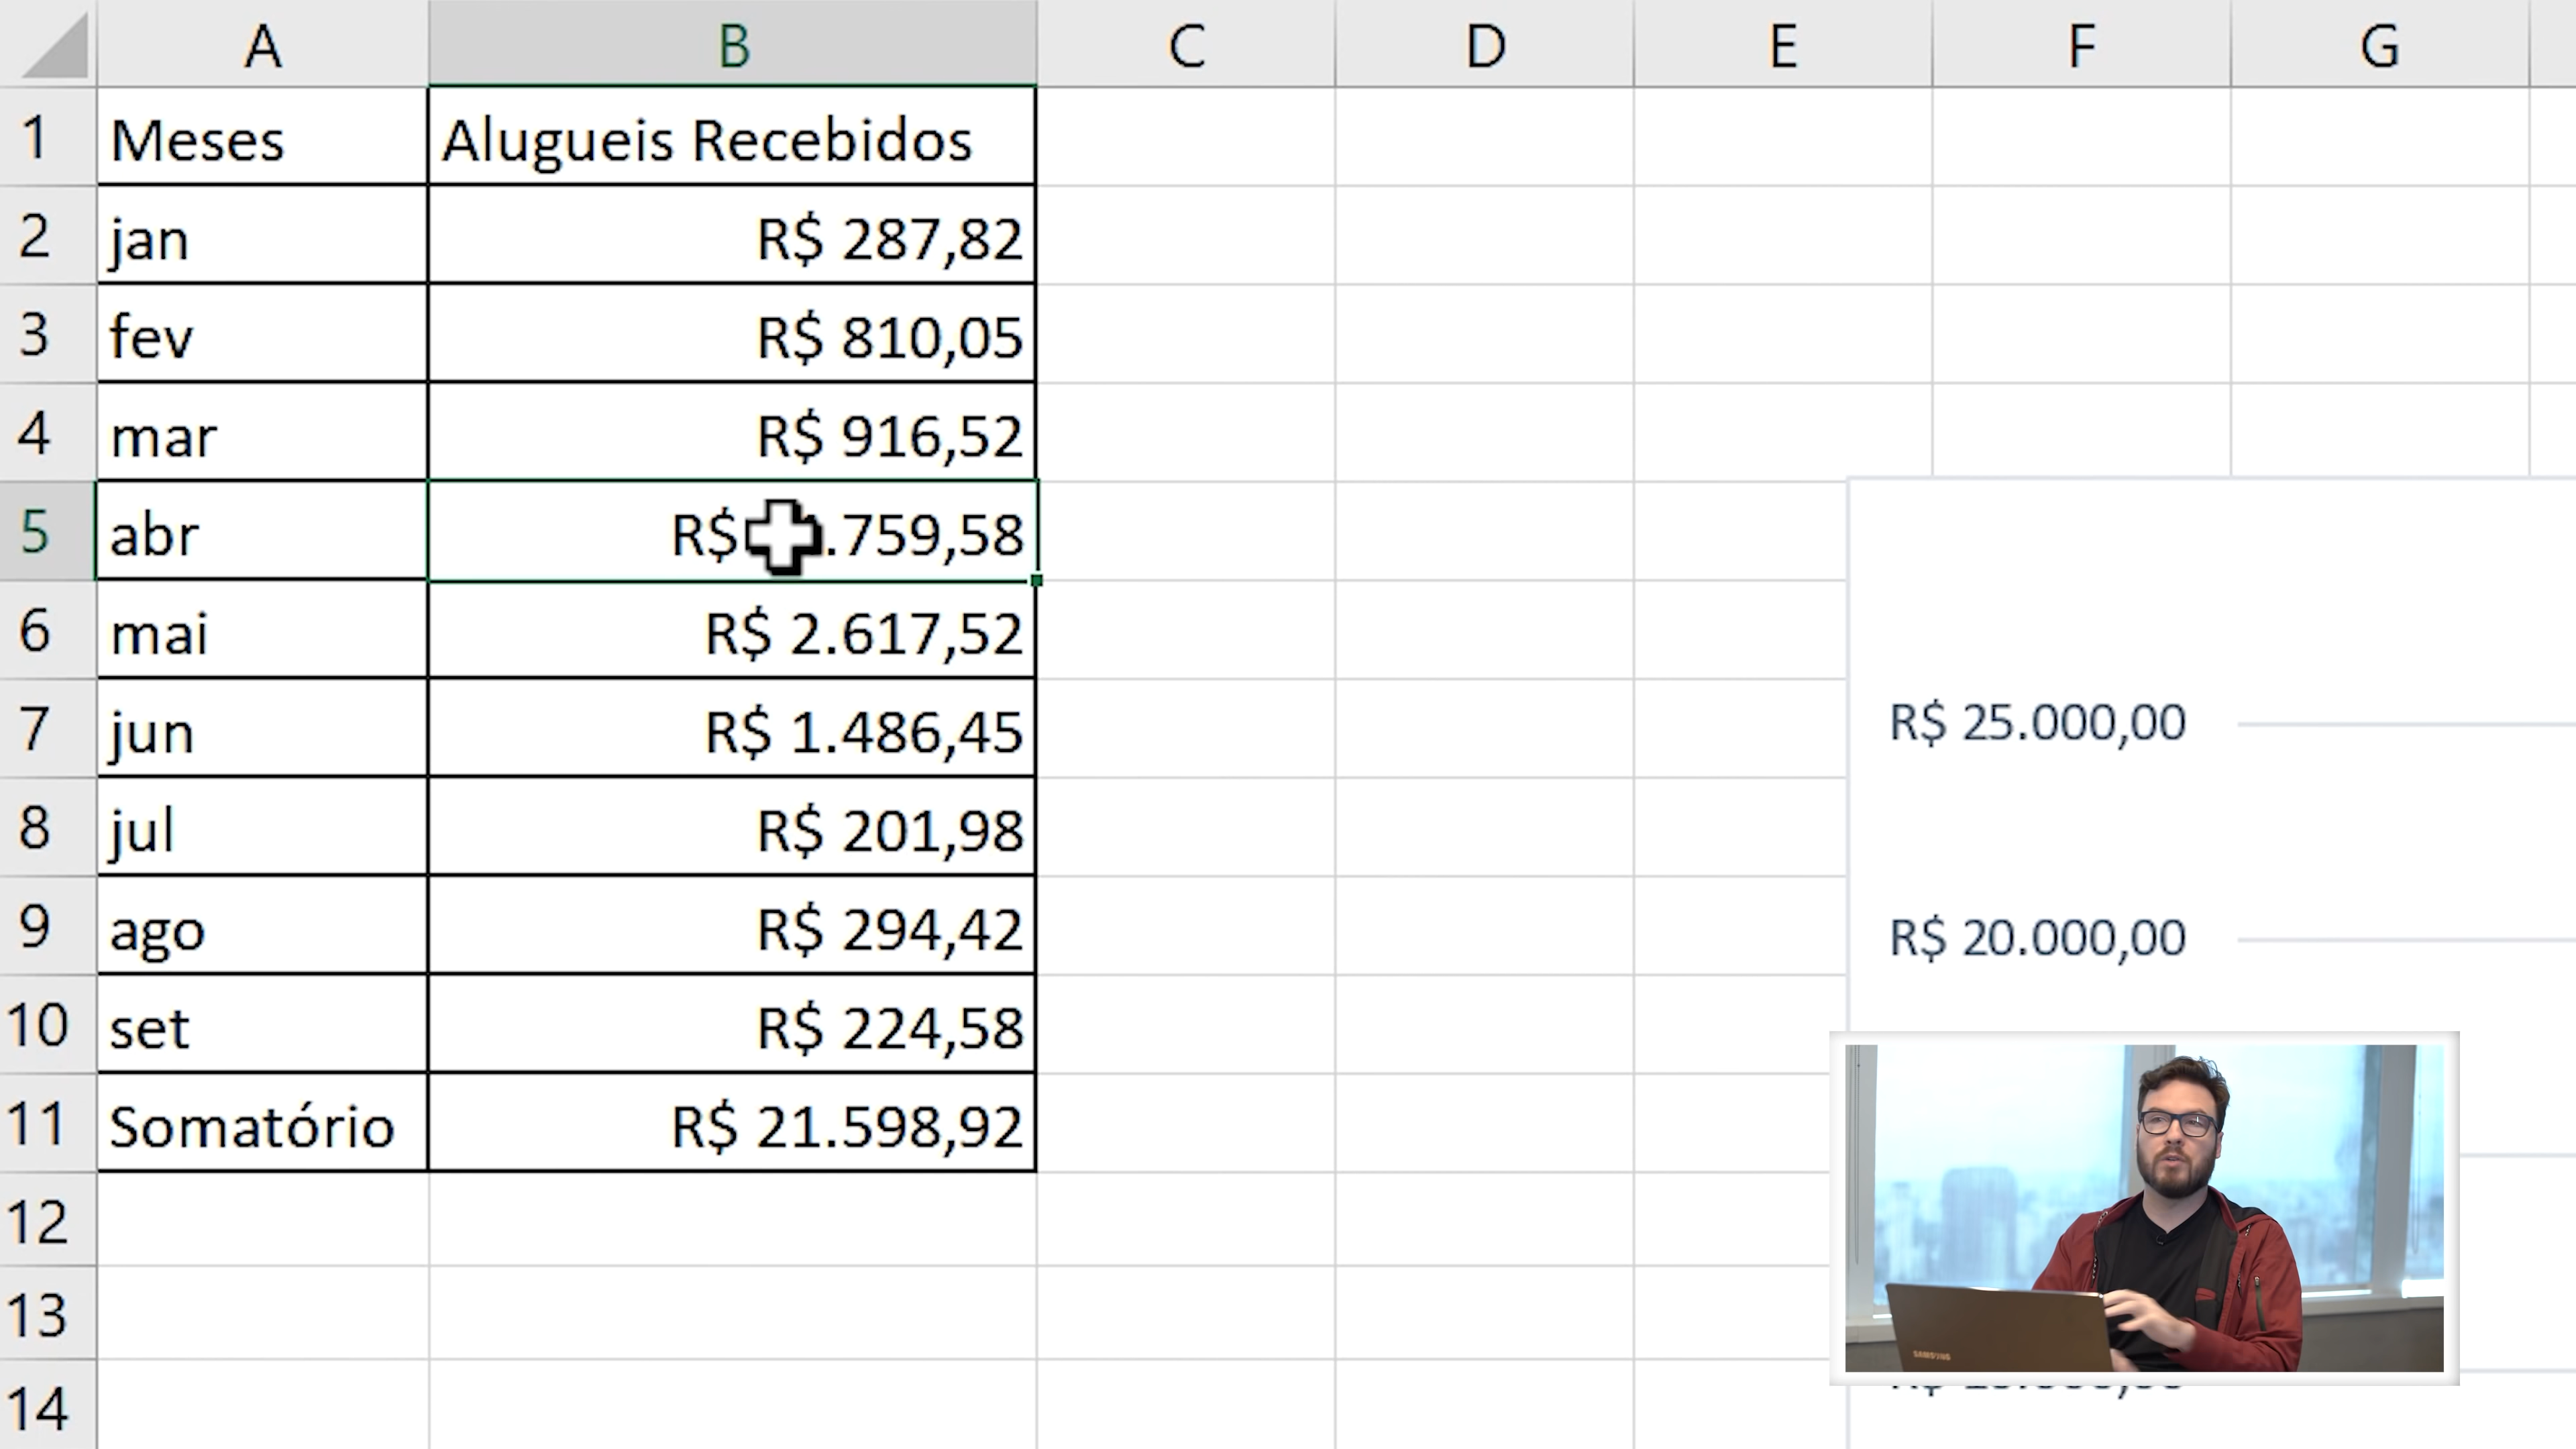 A B C D E F G
1 Meses Alugueis Recebidos
2 jan R$ 287,82
3 fev R$ 810,05
4 mar R$ 916,52
5 abr R$ .759,58
6 mai R$ 2.617,52
7 jun R$ 1.486,45
R$ 25.000,00
8 jul R$ 201,98
9 ago R$ 294,42
R$ 20.000,00
10 set R$ 224,58
11 Somatório R$ 21.598,92
12
13
SAMSUNG
14